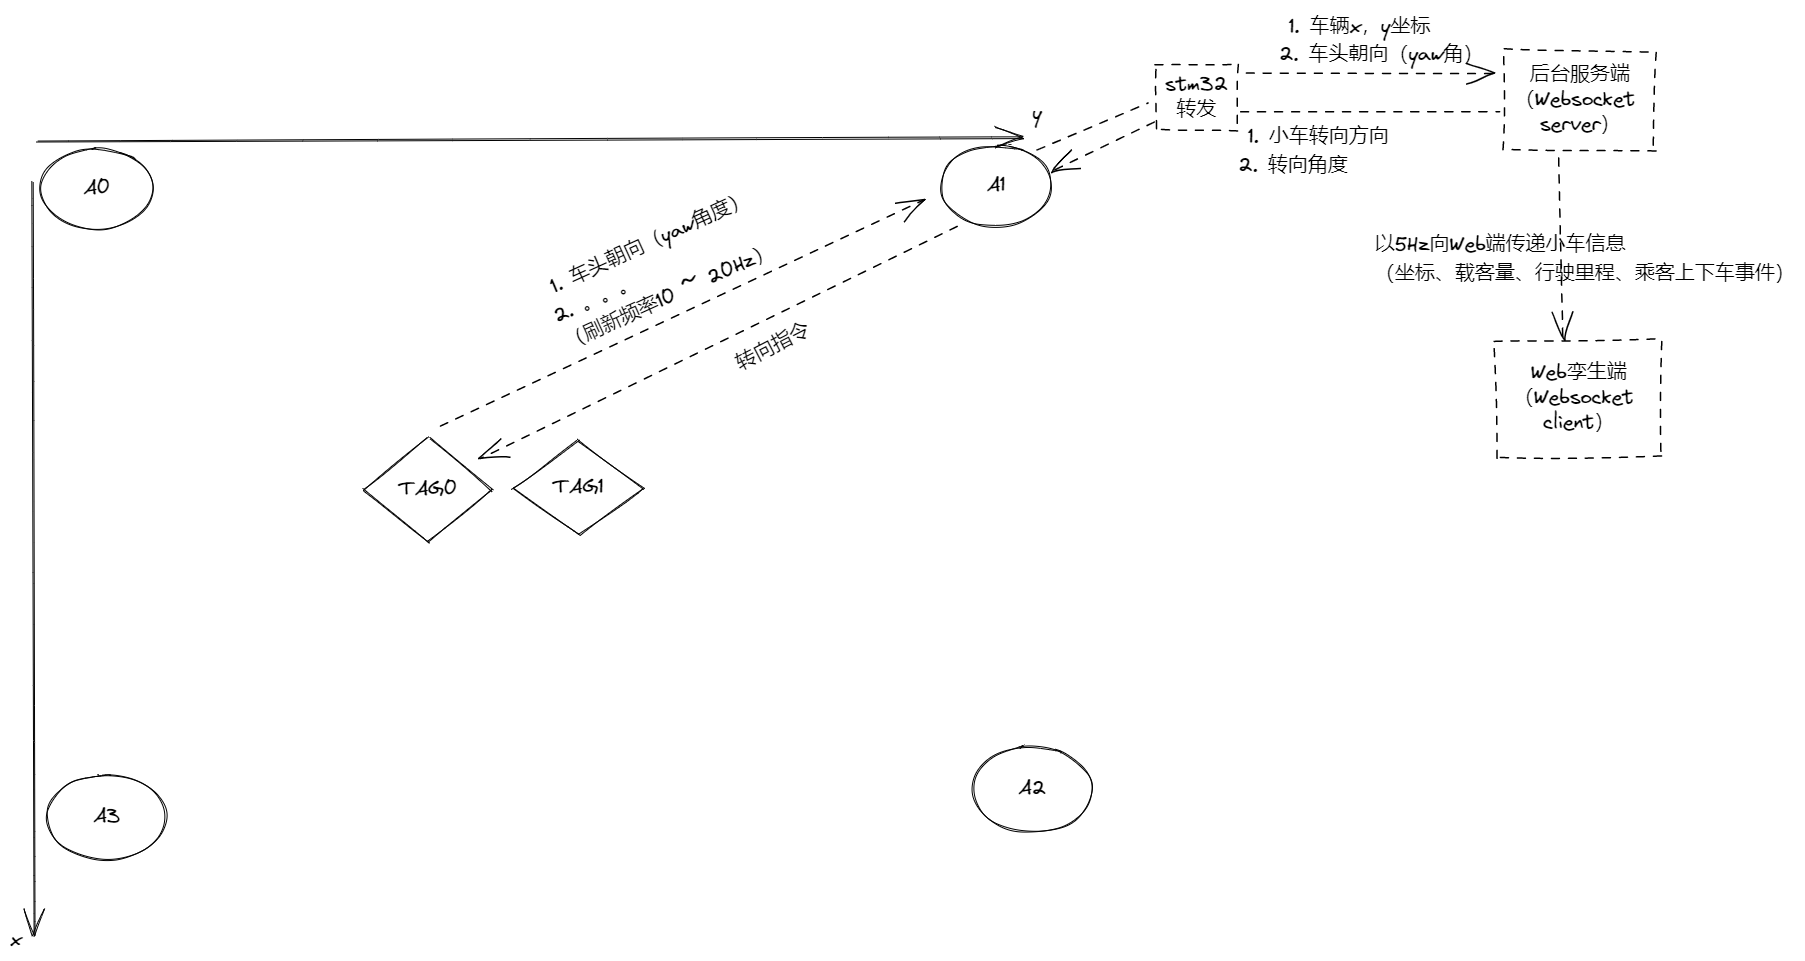 1. 车辆x，y坐标
2. 车头朝向（yaw角）
stm32
转发
后台服务端
（Websocket
server）
1. 小车转向方向
2. 转向角度
y
A0
A1
1. 车头朝向（yaw角度）
2. 。。。
（刷新频率10 ~ 20Hz）
转向指令
以5Hz向Web端传递小车信息
（坐标、载客量、行驶里程、乘客上下车事件）
Web孪生端
（Websocket
client）
TAG0
TAG1
A3
A2
x